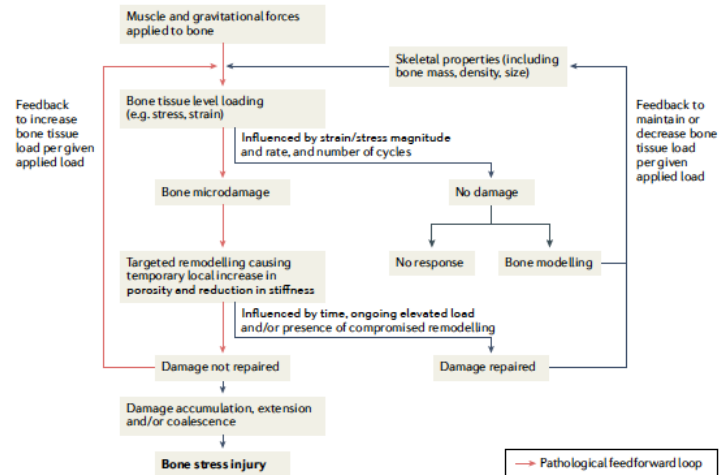 Muscle and gravitational forces
applied to bone
Skeletal properties (including
bone mass, density, size)
Feedback
to increase
bone tissue
load per given
applied load
Bone tissue level loading
(e.g. stress, strain)
Feedback to
maintain or
decrease bone
tissue load
per given
applied load
Influenced by strain/stress magnitude
and rate, and number of cycles
Bone microdamage
No damage
Targeted remodelling causing
temporary local increase in
porosity and reduction in stiffness
No response
Bone modelling
Influenced by time, ongoing elevated load
and/or presence of compromised remodelling
Damage not repaired
Damage repaired
Damage accumulation, extension
and/or coalescence
Bone stress injury
Pathological feedforward loop